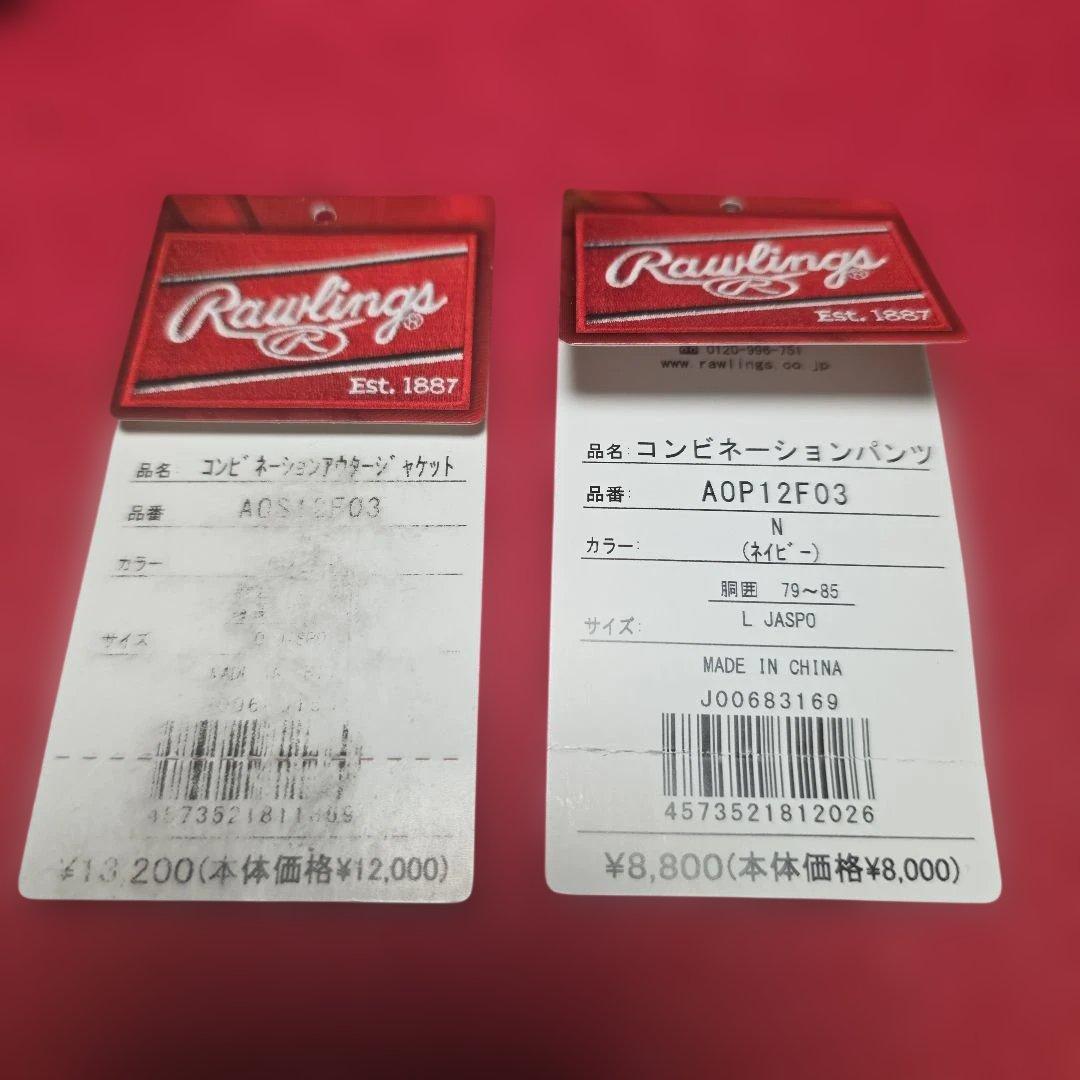 Rawlings
R
Est. 1887
品名: コンビネーションアウタージャケット
品番 AOS12F03
カラー
サイズ
¥13,200(本体価格¥12,000)
Rawlings
R
Est. 1887
0120-996-751
www.rawlings.co.jp
品名: コンビネーションパンツ
品番: AOP12F03
N
カラー: (ネイビー)
胴囲 79～85
サイズ: L JASPO
MADE IN CHINA
J00683169
4573521812026
¥8,800(本体価格¥8,000)